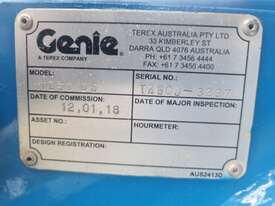 Genie
A TEREX COMPANY
TEREX AUSTRALIA PTY LTD
33 KIMBERLEY ST
DARRA QLD 4076 AUSTRALIA
PH +61 7 3456 4444
FAX +61 7 3455 4400
MODEL:
SERIAL NO.:
DATE OF COMMISSION:
12.01.18
DATE OF MAJOR INSPECTION:
ASSET NO.:
HOURMETER:
DESIGN REGISTRATION:
AUS24130